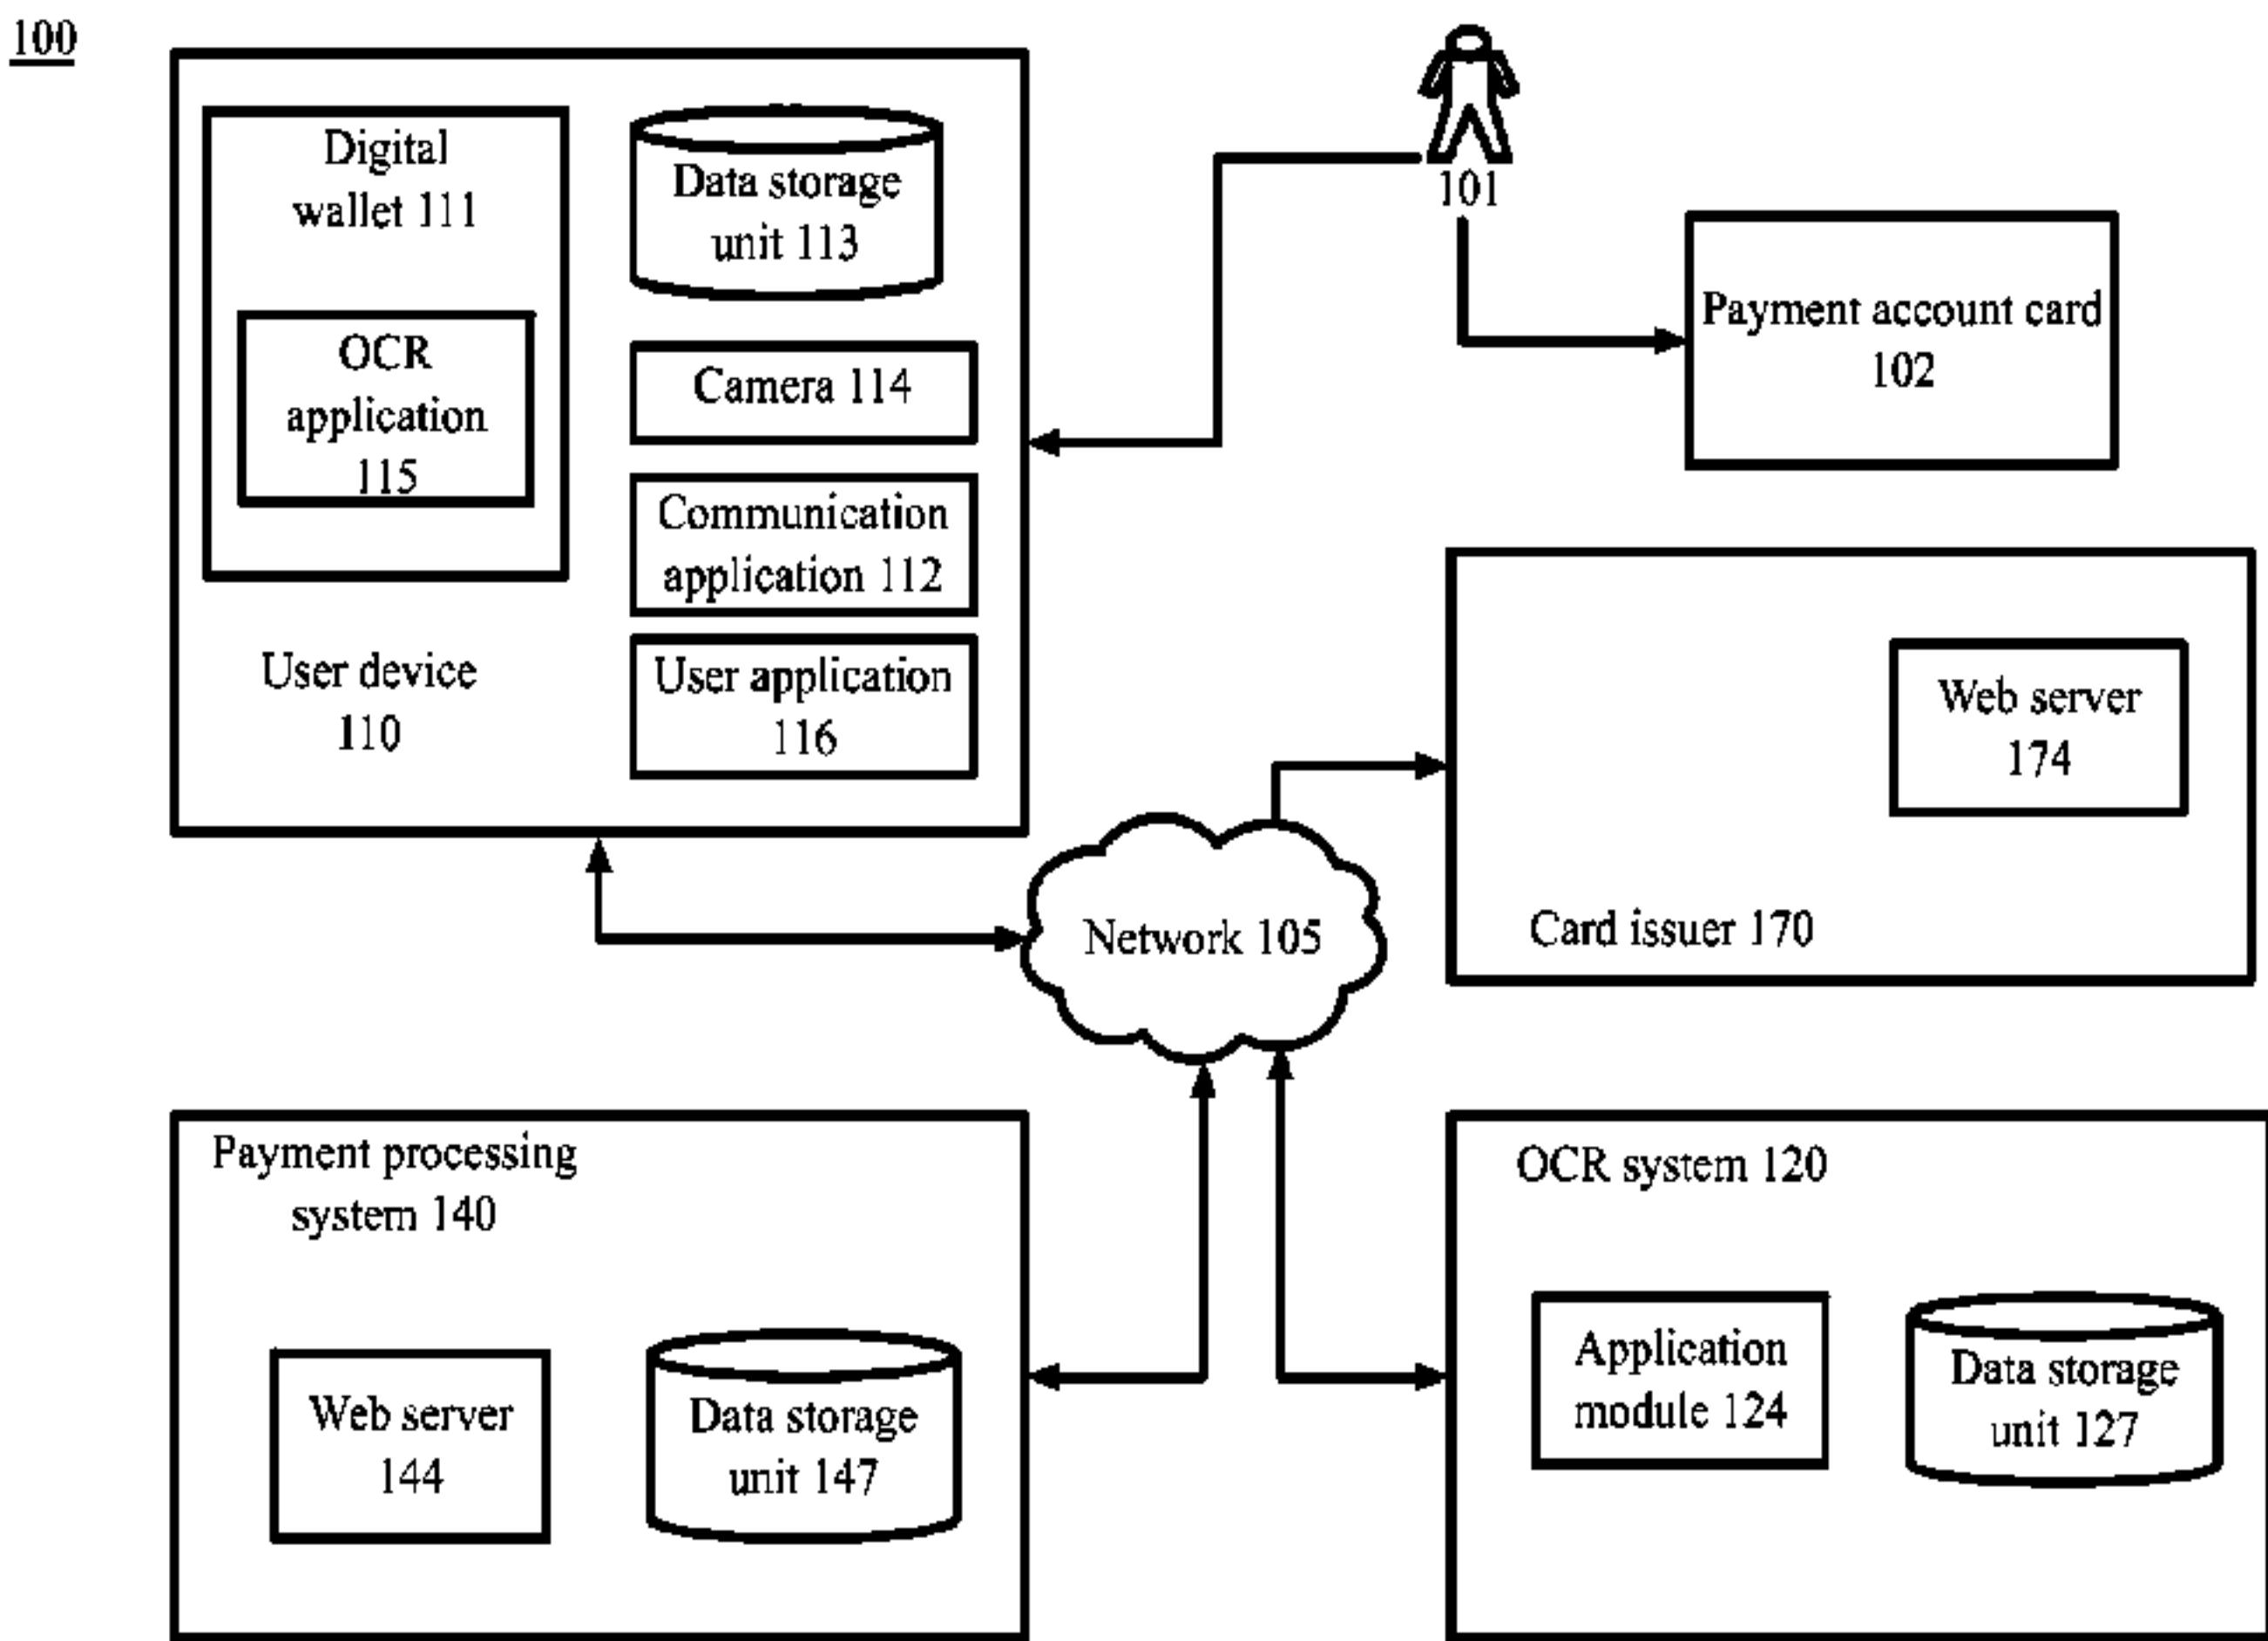 100
Digital
wallet 111
OCR
application
115
Data storage
unit 113
Camera 114
Communication
application 112
User application
116
User device
110
101
Payment account card
102
Web server
174
Card issuer 170
Network 105
Payment processing
system 140
Web server
144
Data storage
unit 147
OCR system 120
Application
module 124
Data storage
unit 127